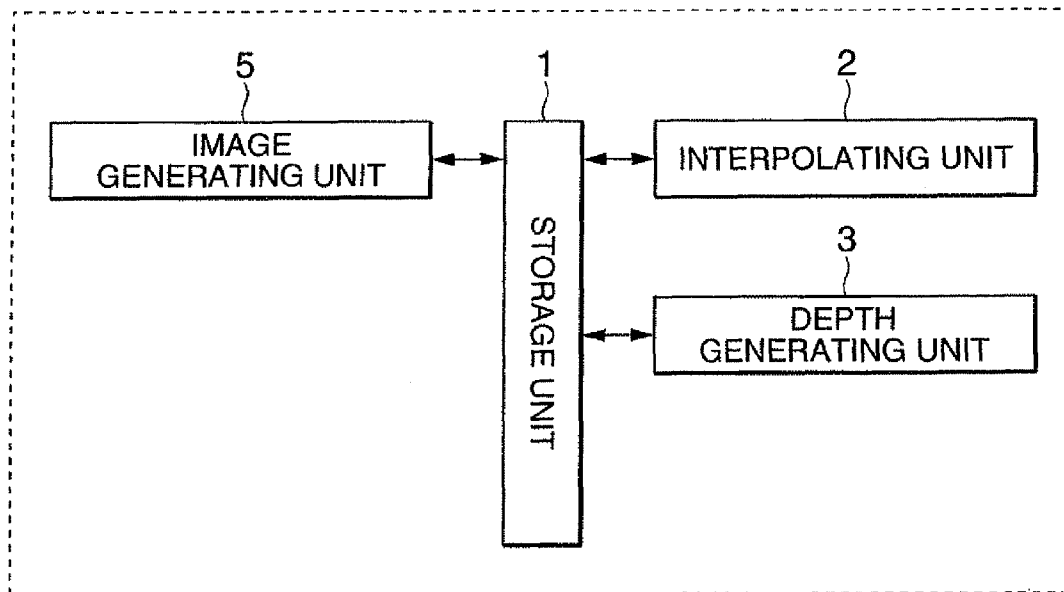 5
IMAGE
GENERATING UNIT
1
STORAGE UNIT
2
INTERPOLATING UNIT
3
DEPTH
GENERATING UNIT